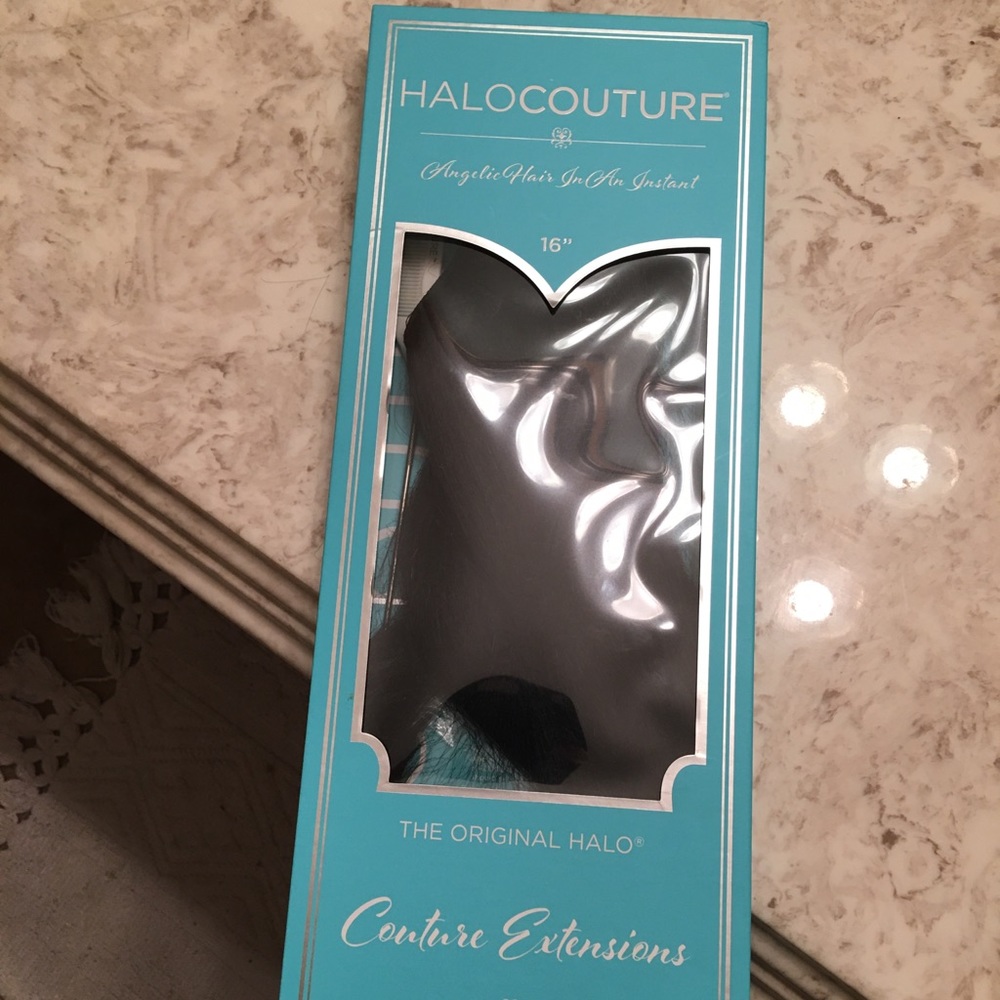 HALOCOUTURE®
Angelic Hair In An Instant
16”
THE ORIGINAL HALO®
Couture Extensions